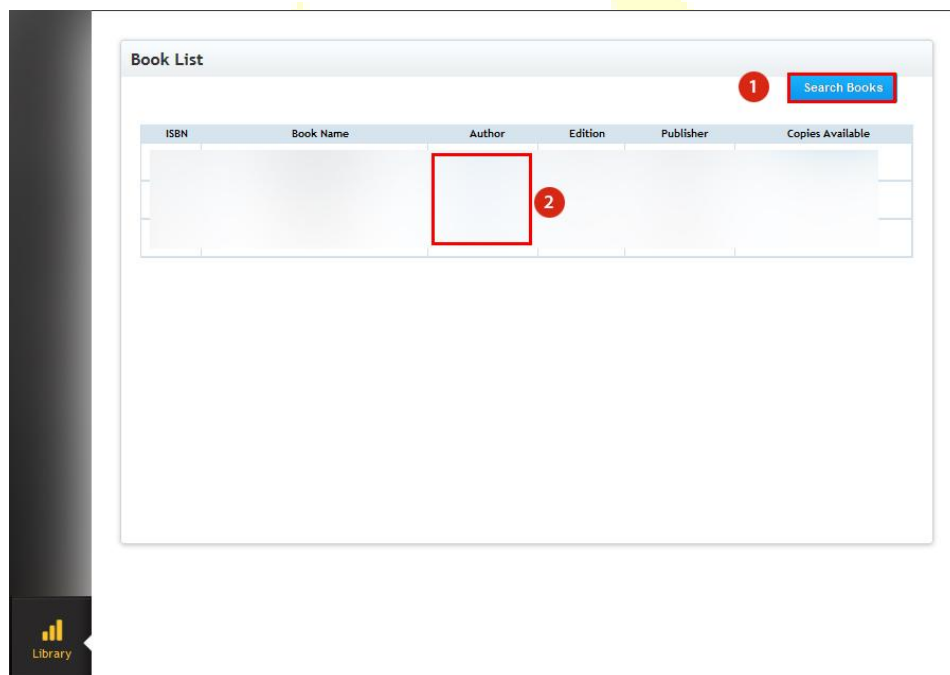 Book List
1
Search Books
ISBN Book Name Author Edition Publisher Copies Available
2
Library